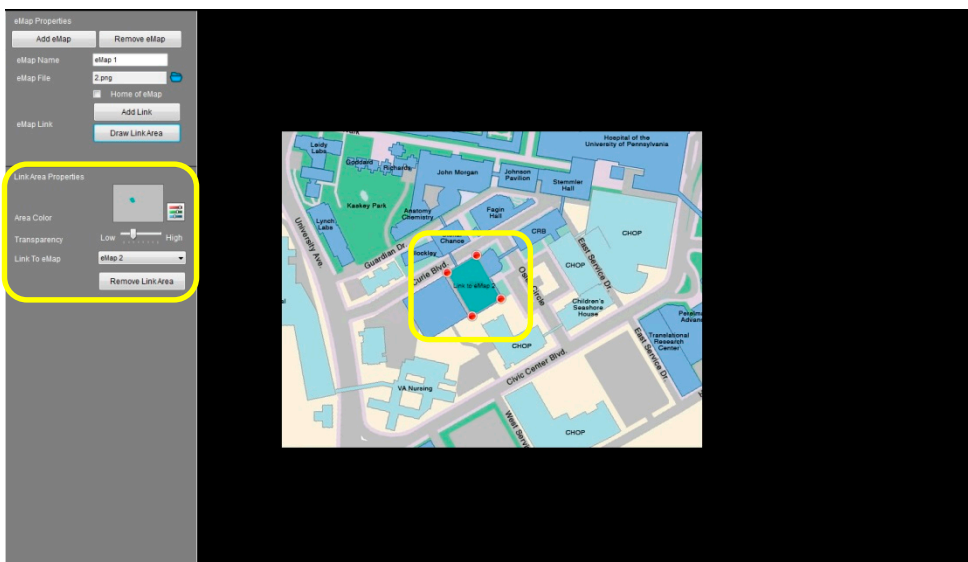 eMap Properties
Add eMap
Remove eMap
eMap Name
eMap 1
eMap File
2.png
Home of eMap
eMap Link
Add Link
Draw Link Area
Link Area Properties
Area Color
Transparency
Low
High
Link To eMap
eMap 2
Remove Link Area
Hospital of the
University of Pennsylvania
Leidy
Labs
Goddard
Richards
John Morgan
Johnson
Pavilion
Stemmler
Hall
Kaskey Park
Anatomy
Chemistry
Fagin
Hall
Lynch
Labs
University Ave.
Guardian Dr.
Chance
Blockley
CRB
CHOP
East Service Dr.
CHOP
Curie Blvd.
Link to eMap 2
Osler Circle
Children's
Seashore
House
CHOP
Translational
Research
Center
East Service Dr.
Civic Center Blvd.
VA Nursing
West Serv
CHOP